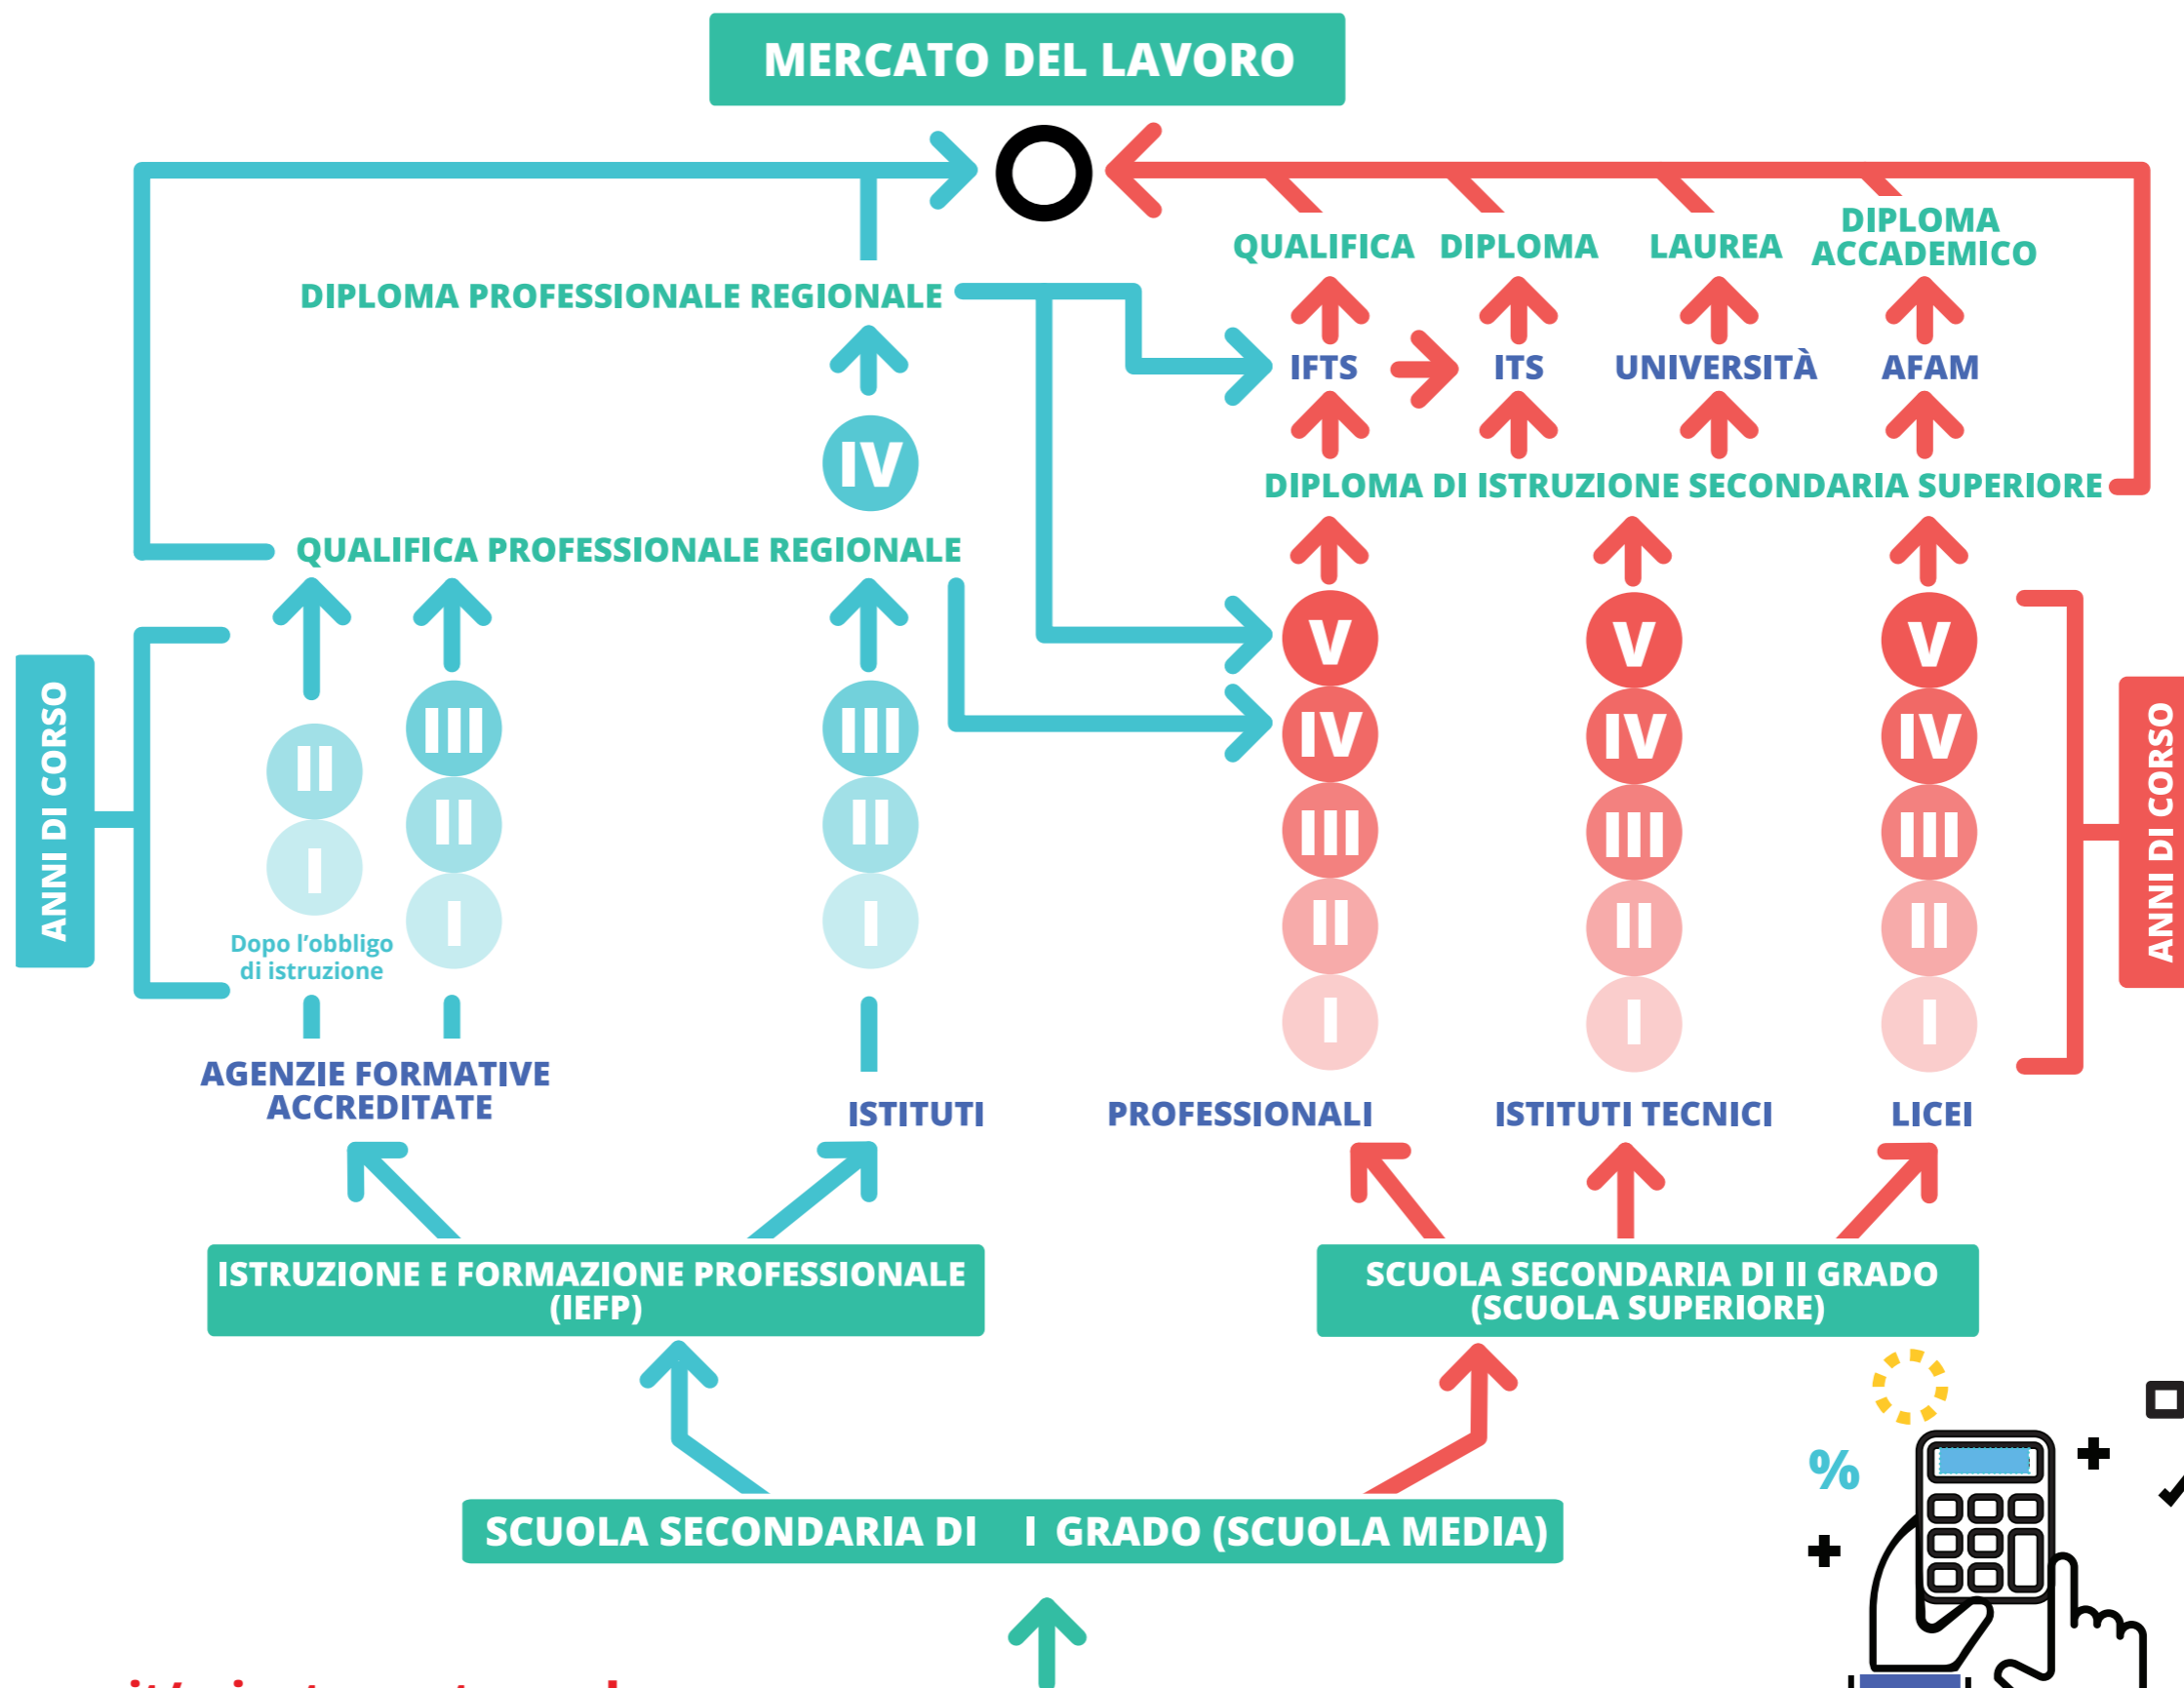 MERCATO DEL LAVORO
QUALIFICA
DIPLOMA
LAUREA
DIPLOMA
ACCADEMICO
DIPLOMA PROFESSIONALE REGIONALE
IFTS
ITS
UNIVERSITÀ
AFAM
IV
DIPLOMA DI ISTRUZIONE SECONDARIA SUPERIORE
QUALIFICA PROFESSIONALE REGIONALE
ANNI DI CORSO
II
I
Dopo l’obbligo
di istruzione
III
II
I
III
II
I
V
IV
III
II
I
V
IV
III
II
I
V
IV
III
II
I
ANNI DI CORSO
AGENZIE FORMATIVE
ACCREDITATE
ISTITUTI
PROFESSIONALI
ISTITUTI TECNICI
LICEI
ISTRUZIONE E FORMAZIONE PROFESSIONALE
(IEFP)
SCUOLA SECONDARIA DI II GRADO
(SCUOLA SUPERIORE)
%
SCUOLA SECONDARIA DI I GRADO (SCUOLA MEDIA)